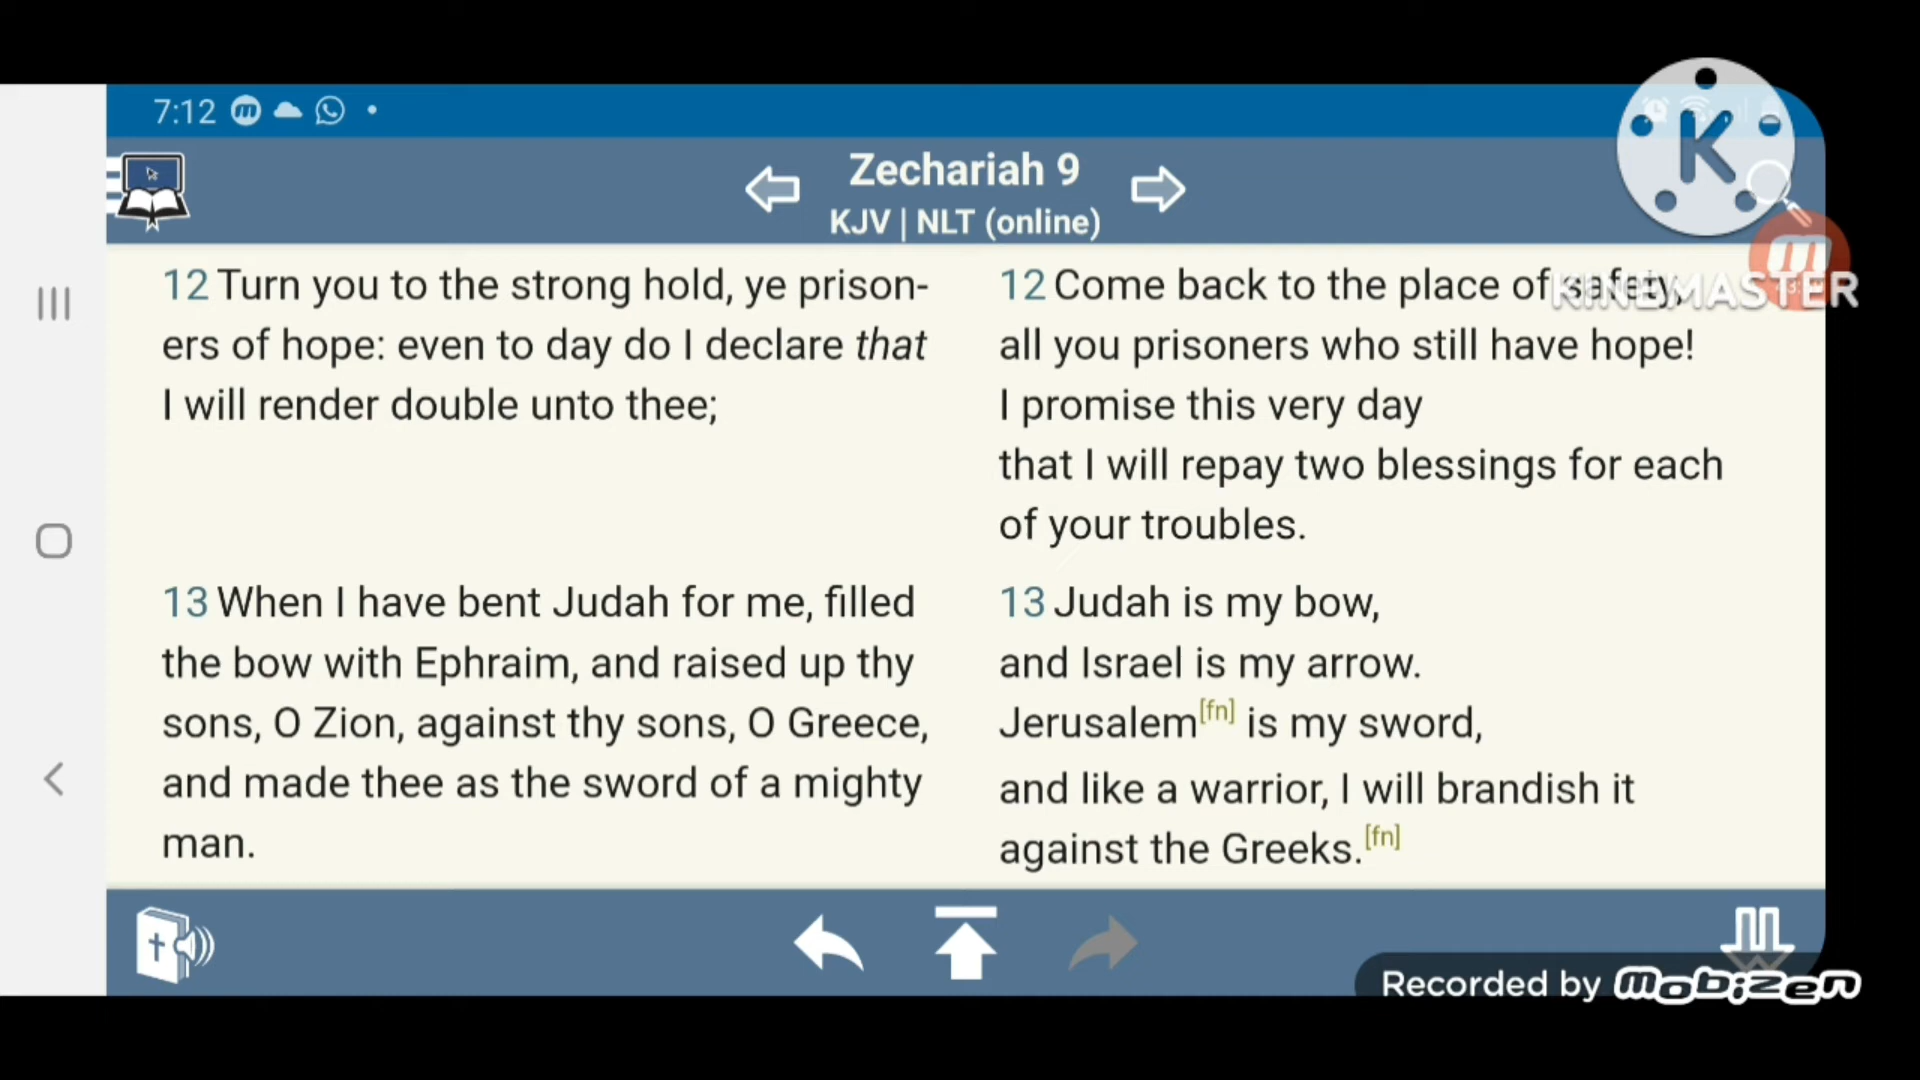 7:12
Zechariah 9
KJV | NLT (online)
KINEMASTER
12 Turn you to the strong hold, ye prison-
ers of hope: even to day do I declare that
I will render double unto thee;
12 Come back to the place of safety,
all you prisoners who still have hope!
I promise this very day
that I will repay two blessings for each
of your troubles.
13 When I have bent Judah for me, filled
the bow with Ephraim, and raised up thy
sons, O Zion, against thy sons, O Greece,
and made thee as the sword of a mighty
man.
13 Judah is my bow,
and Israel is my arrow.
Jerusalem[fn] is my sword,
and like a warrior, I will brandish it
against the Greeks.[fn]
Recorded by mobizen